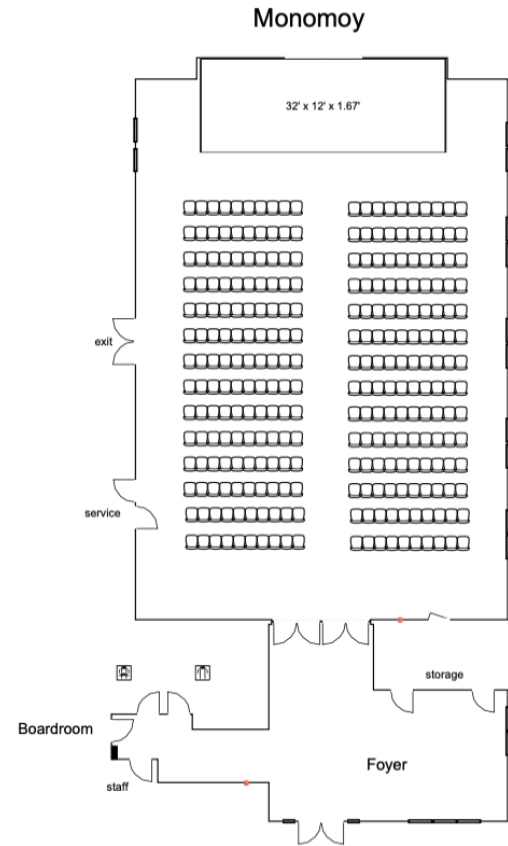 Monomoy
32' x 12' x 1.67'
exit
service
storage
Boardroom
Foyer
staff